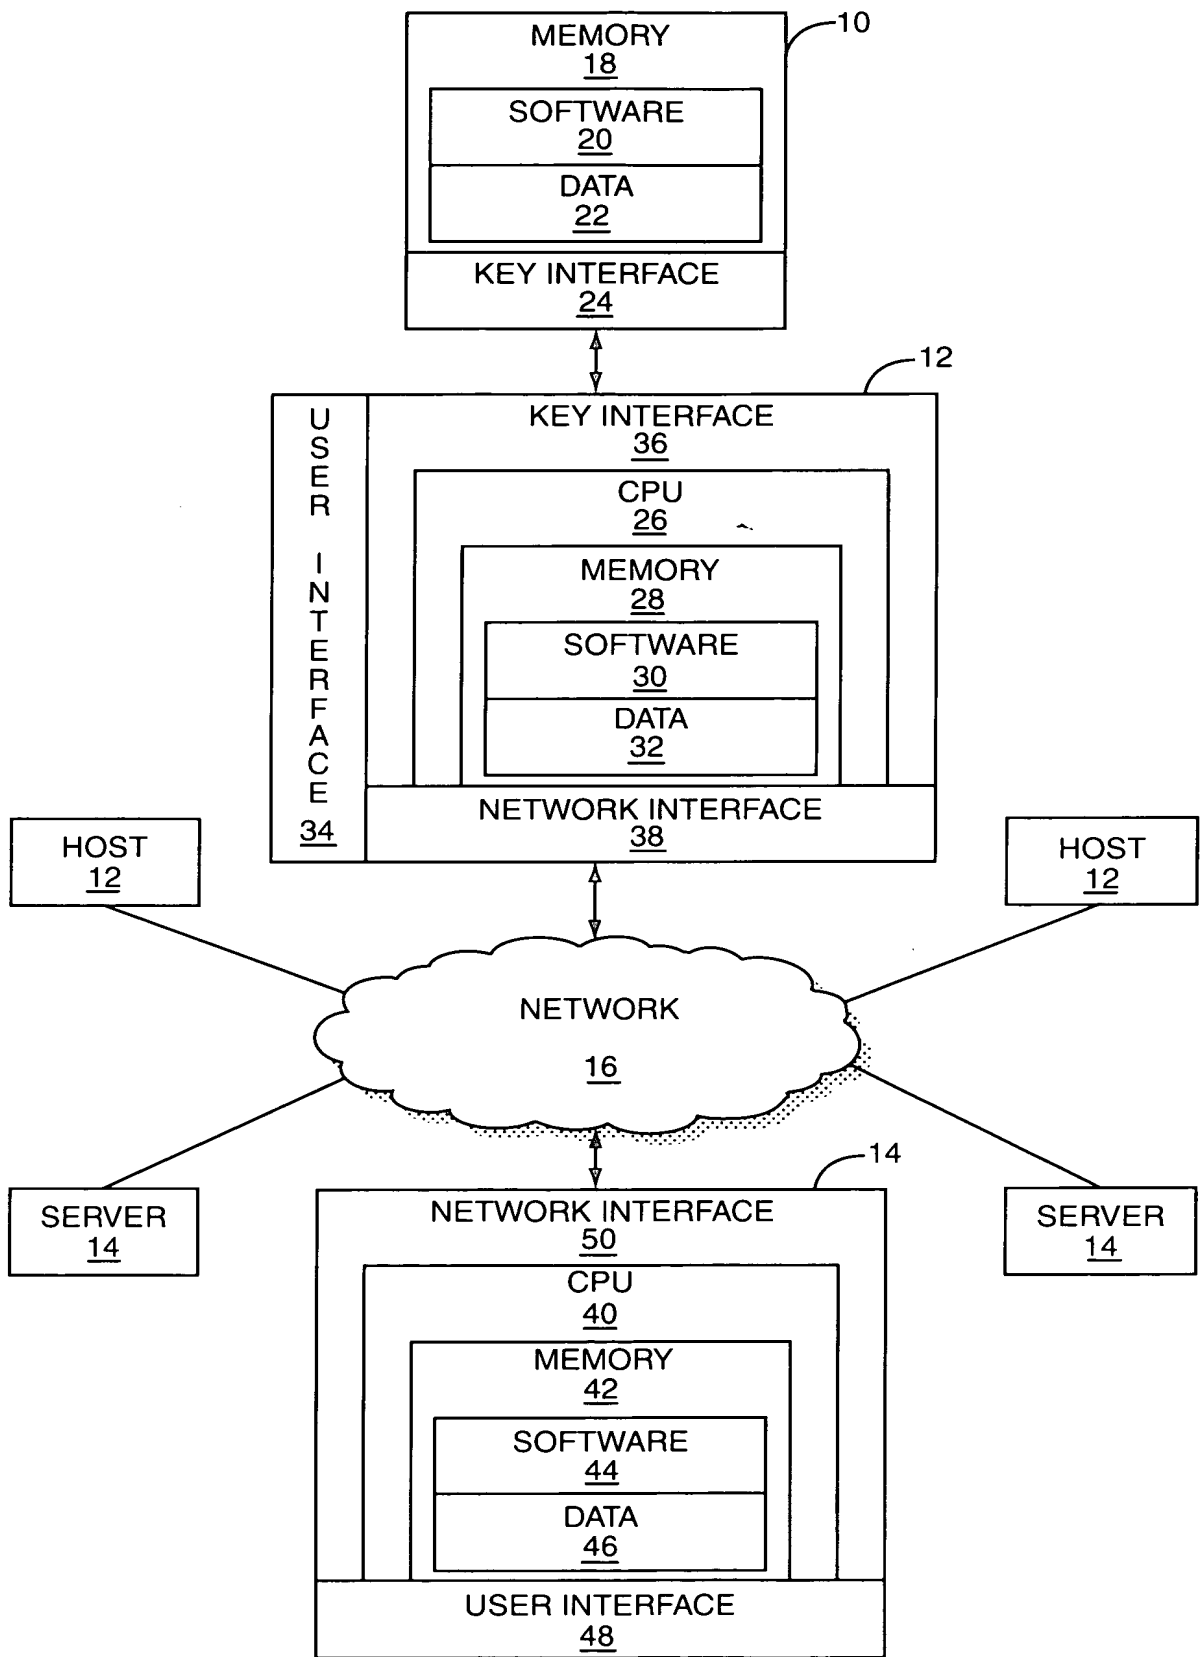 10
MEMORY
18
SOFTWARE
20
DATA
22
KEY INTERFACE
24
12
USER INTERFACE
34
KEY INTERFACE
36
CPU
26
MEMORY
28
SOFTWARE
30
DATA
32
NETWORK INTERFACE
38
HOST
12
HOST
12
NETWORK
16
SERVER
14
SERVER
14
14
NETWORK INTERFACE
50
CPU
40
MEMORY
42
SOFTWARE
44
DATA
46
USER INTERFACE
48